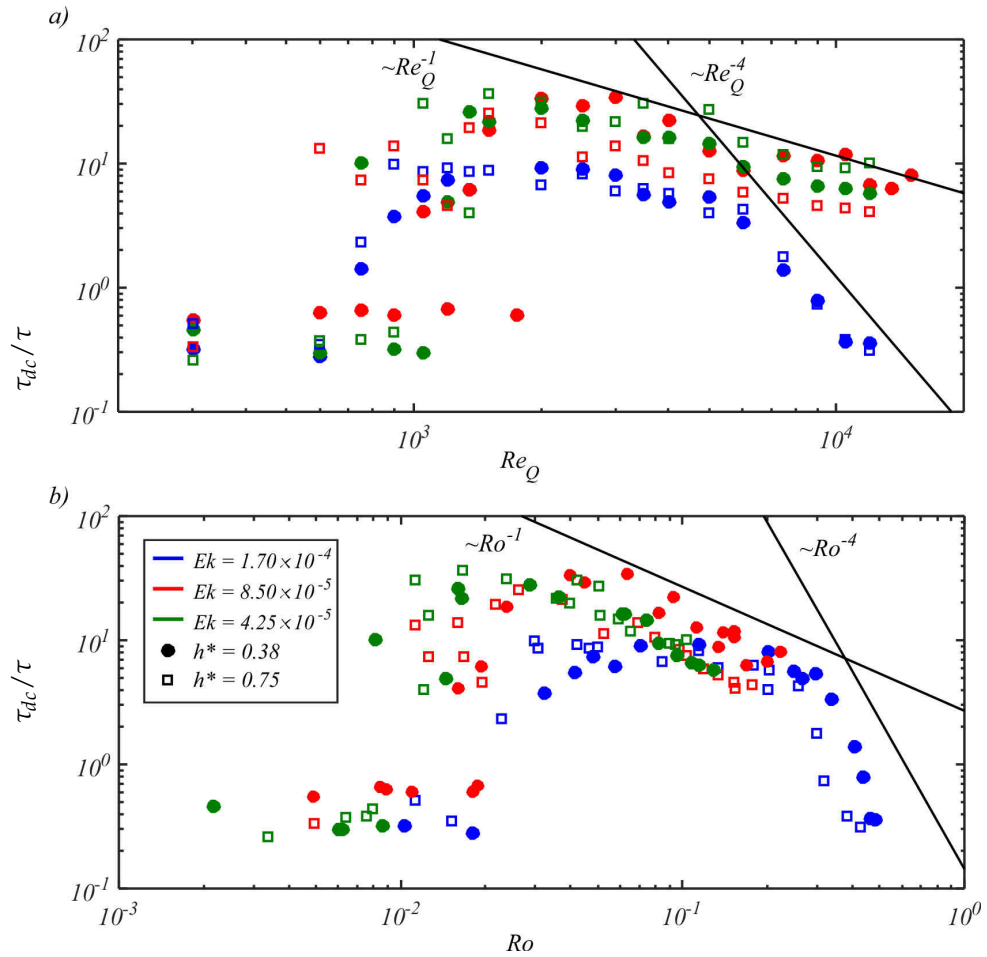 a)
10^2
~Re_Q^-1
~Re_Q^-4
10^1
τ_dc/τ
10^0
10^-1
10^3
10^4
Re_Q
b)
10^2
~Ro^-1
~Ro^-4
Ek = 1.70×10^-4
Ek = 8.50×10^-5
Ek = 4.25×10^-5
h* = 0.38
h* = 0.75
10^1
τ_dc/τ
10^0
10^-1
10^-3
10^-2
10^-1
10^0
Ro